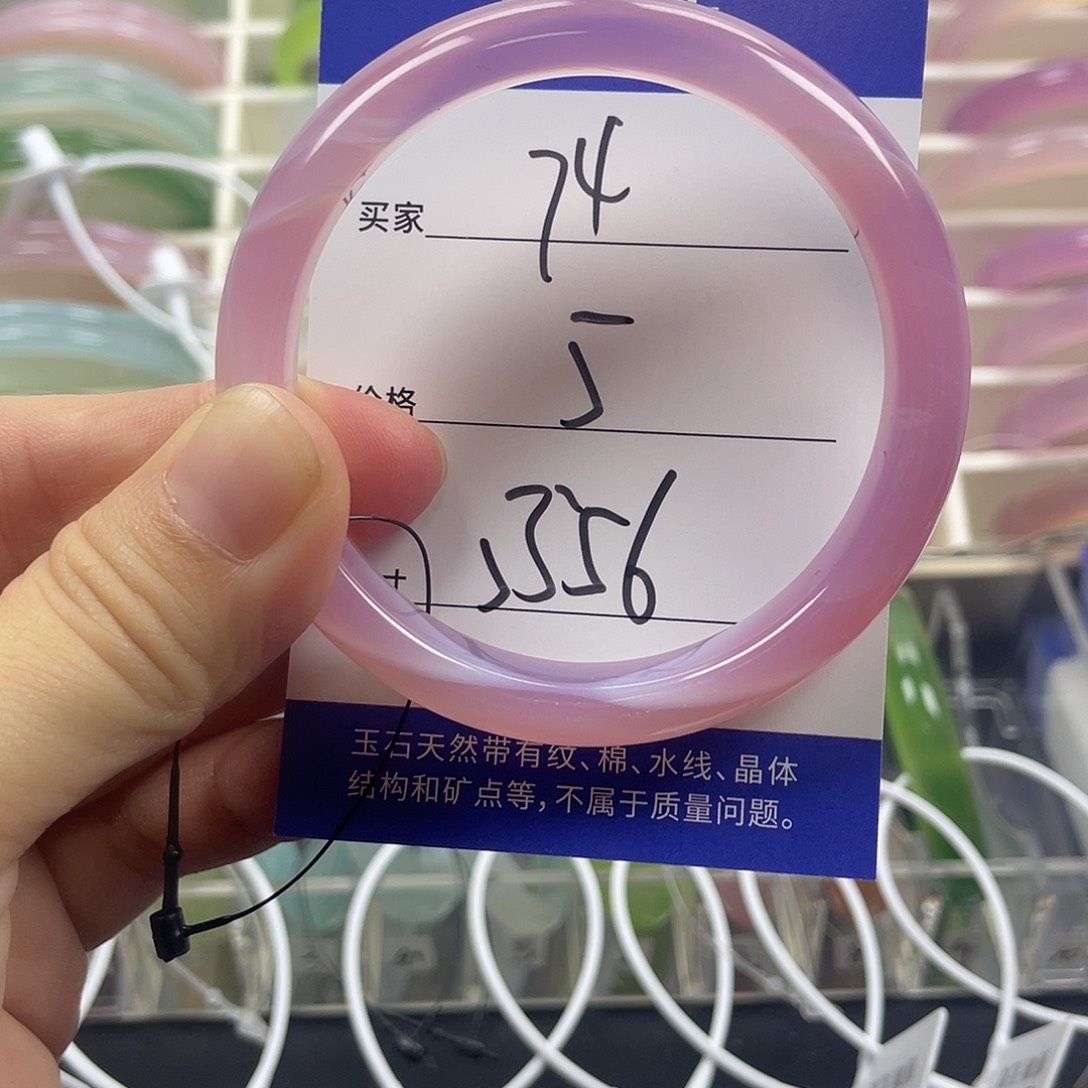 买家 74
价格 5
5356
玉石天然带有纹、棉、水线、晶体
结构和矿点等,不属于质量问题。